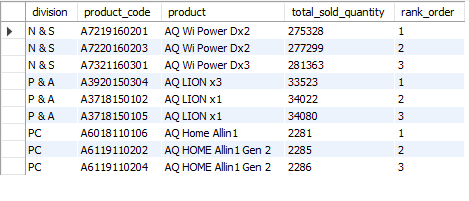 division product_code product total_sold_quantity rank_order
N & S A7219160201 AQ Wi Power Dx2 275328 1
N & S A7220160203 AQ Wi Power Dx2 277299 2
N & S A7321160301 AQ Wi Power Dx3 281363 3
P & A A3920150304 AQ LION x3 33523 1
P & A A3718150102 AQ LION x1 34022 2
P & A A3718150105 AQ LION x1 34080 3
PC A6018110106 AQ Home Allin1 2281 1
PC A6119110202 AQ HOME Allin1 Gen 2 2285 2
PC A6119110204 AQ HOME Allin1 Gen 2 2286 3